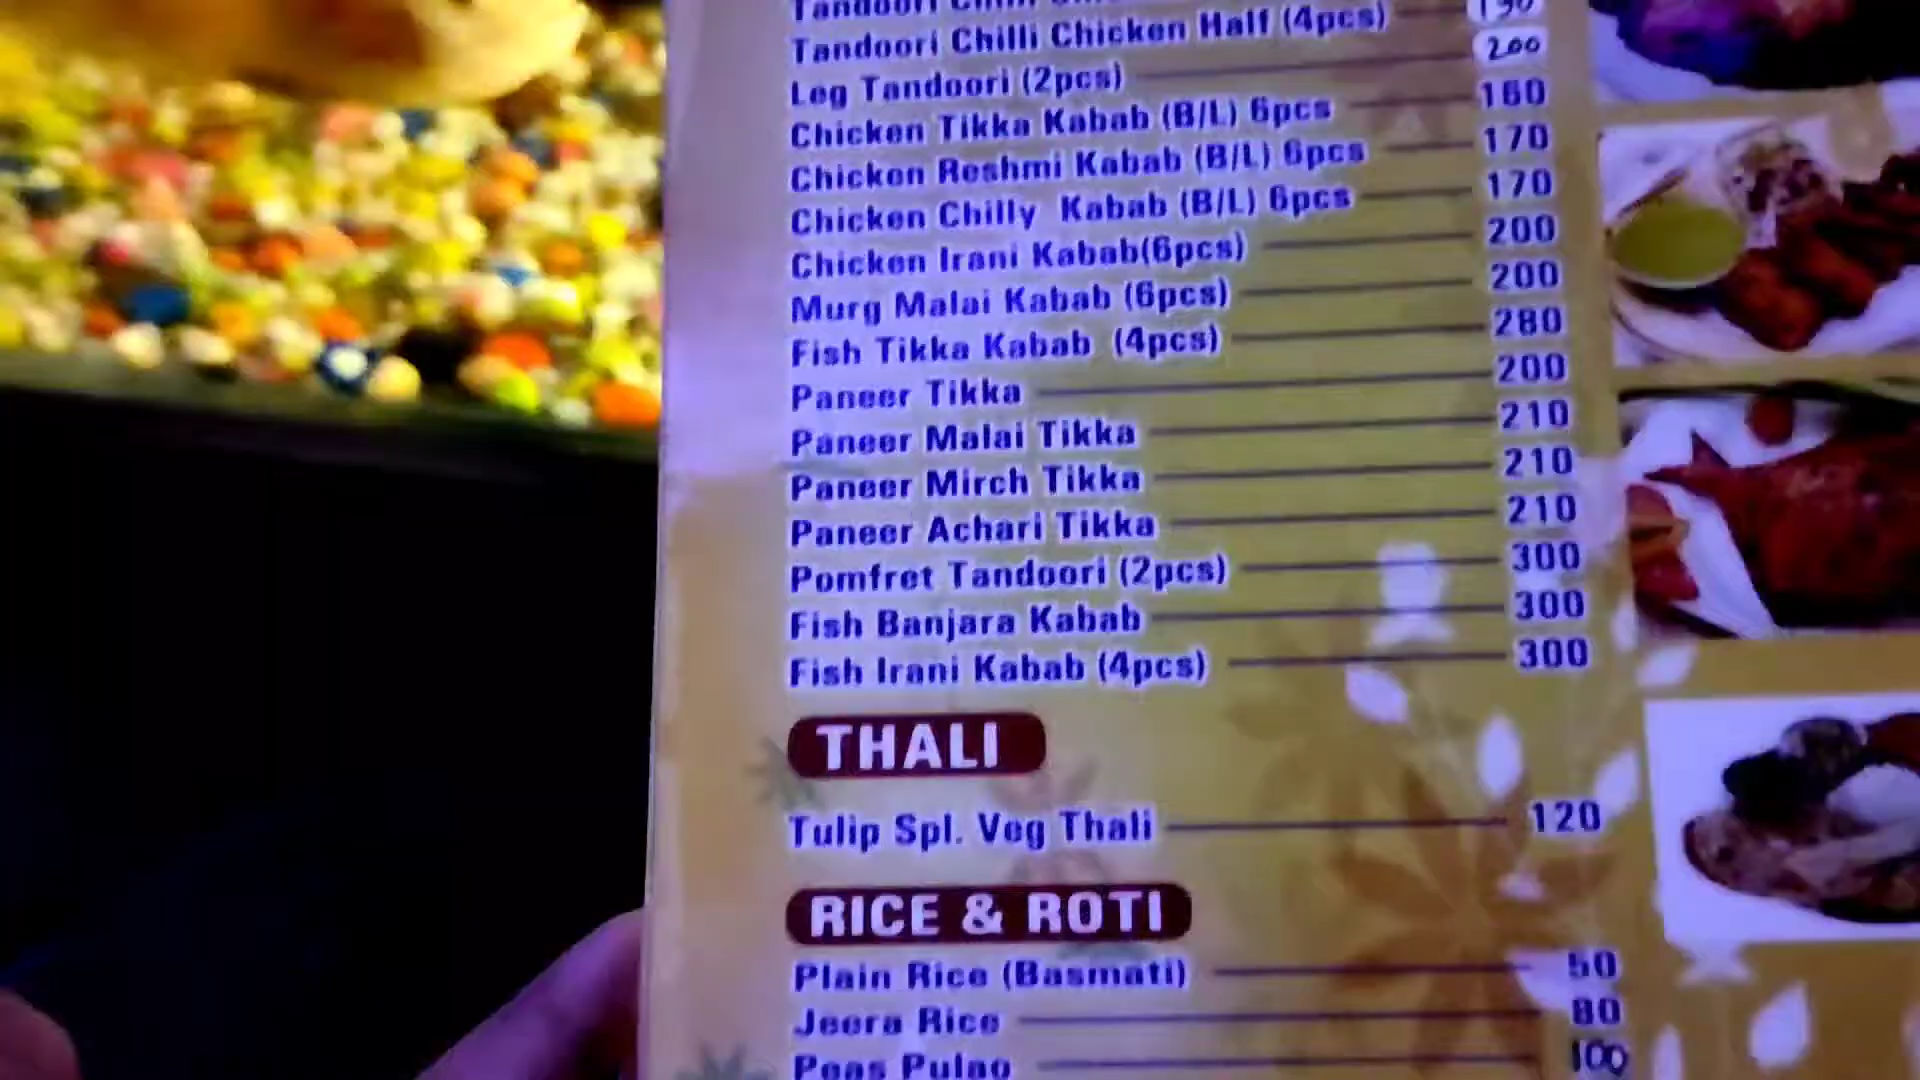 Tandoori Chilli
Tandoori Chilli Chicken Half (4pcs) 190
Leg Tandoori (2pcs) 200
Chicken Tikka Kabab (B/L) 6pcs 160
Chicken Reshmi Kabab (B/L) 6pcs 170
Chicken Chilly Kabab (B/L) 6pcs 170
Chicken Irani Kabab(6pcs) 200
Murg Malai Kabab (6pcs) 200
Fish Tikka Kabab (4pcs) 280
Paneer Tikka 200
Paneer Malai Tikka 210
Paneer Mirch Tikka 210
Paneer Achari Tikka 210
Pomfret Tandoori (2pcs) 300
Fish Banjara Kabab 300
Fish Irani Kabab (4pcs) 300
THALI
Tulip Spl. Veg Thali 120
RICE & ROTI
Plain Rice (Basmati) 50
Jeera Rice 80
Peas Pulao 100